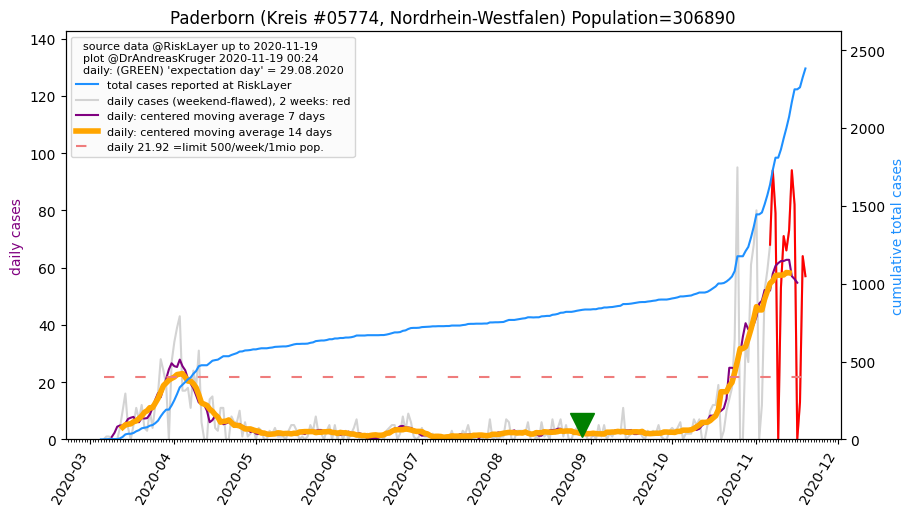 Paderborn (Kreis #05774, Nordrhein-Westfalen) Population=306890
source data @RiskLayer up to 2020-11-19
plot @DrAndreasKruger 2020-11-19 00:24
daily: (GREEN) 'expectation day' = 29.08.2020
total cases reported at RiskLayer
daily cases (weekend-flawed), 2 weeks: red
daily: centered moving average 7 days
daily: centered moving average 14 days
daily 21.92 =limit 500/week/1mio pop.
daily cases
140
120
100
80
60
40
20
0
cumulative total cases
2500
2000
1500
1000
500
0
2020-03
2020-04
2020-05
2020-06
2020-07
2020-08
2020-09
2020-10
2020-11
2020-12